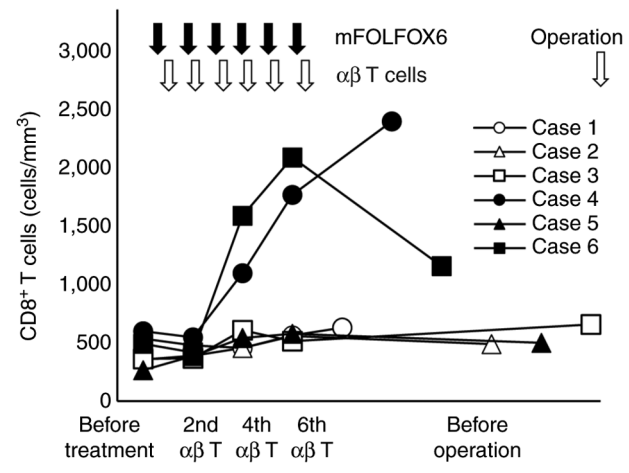 3,000
2,500
2,000
1,500
1,000
500
0
CD8⁺ T cells (cells/mm³)
mFOLFOX6
αβ T cells
Operation
Case 1
Case 2
Case 3
Case 4
Case 5
Case 6
Before treatment
2nd αβ T
4th αβ T
6th αβ T
Before operation